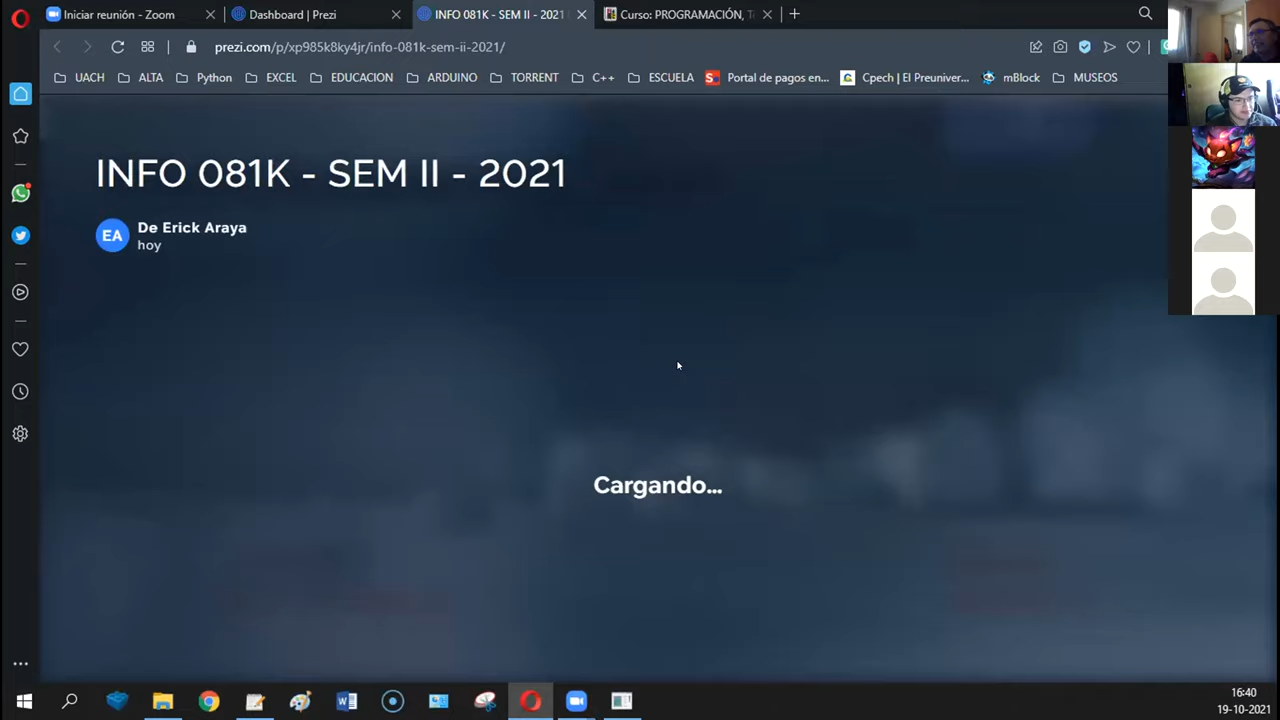 Iniciar reunión - Zoom
Dashboard | Prezi
INFO 081K - SEM II - 2021
Curso: PROGRAMACIÓN, T
prezi.com/p/xp985k8ky4jr/info-081k-sem-ii-2021/
UACH ALTA Python EXCEL EDUCACION ARDUINO TORRENT C++ ESCUELA Portal de pagos en... Cpech | El Preuniver... mBlock MUSEOS
INFO 081K - SEM II - 2021
EA
De Erick Araya
hoy
Cargando...
16:40
19-10-2021